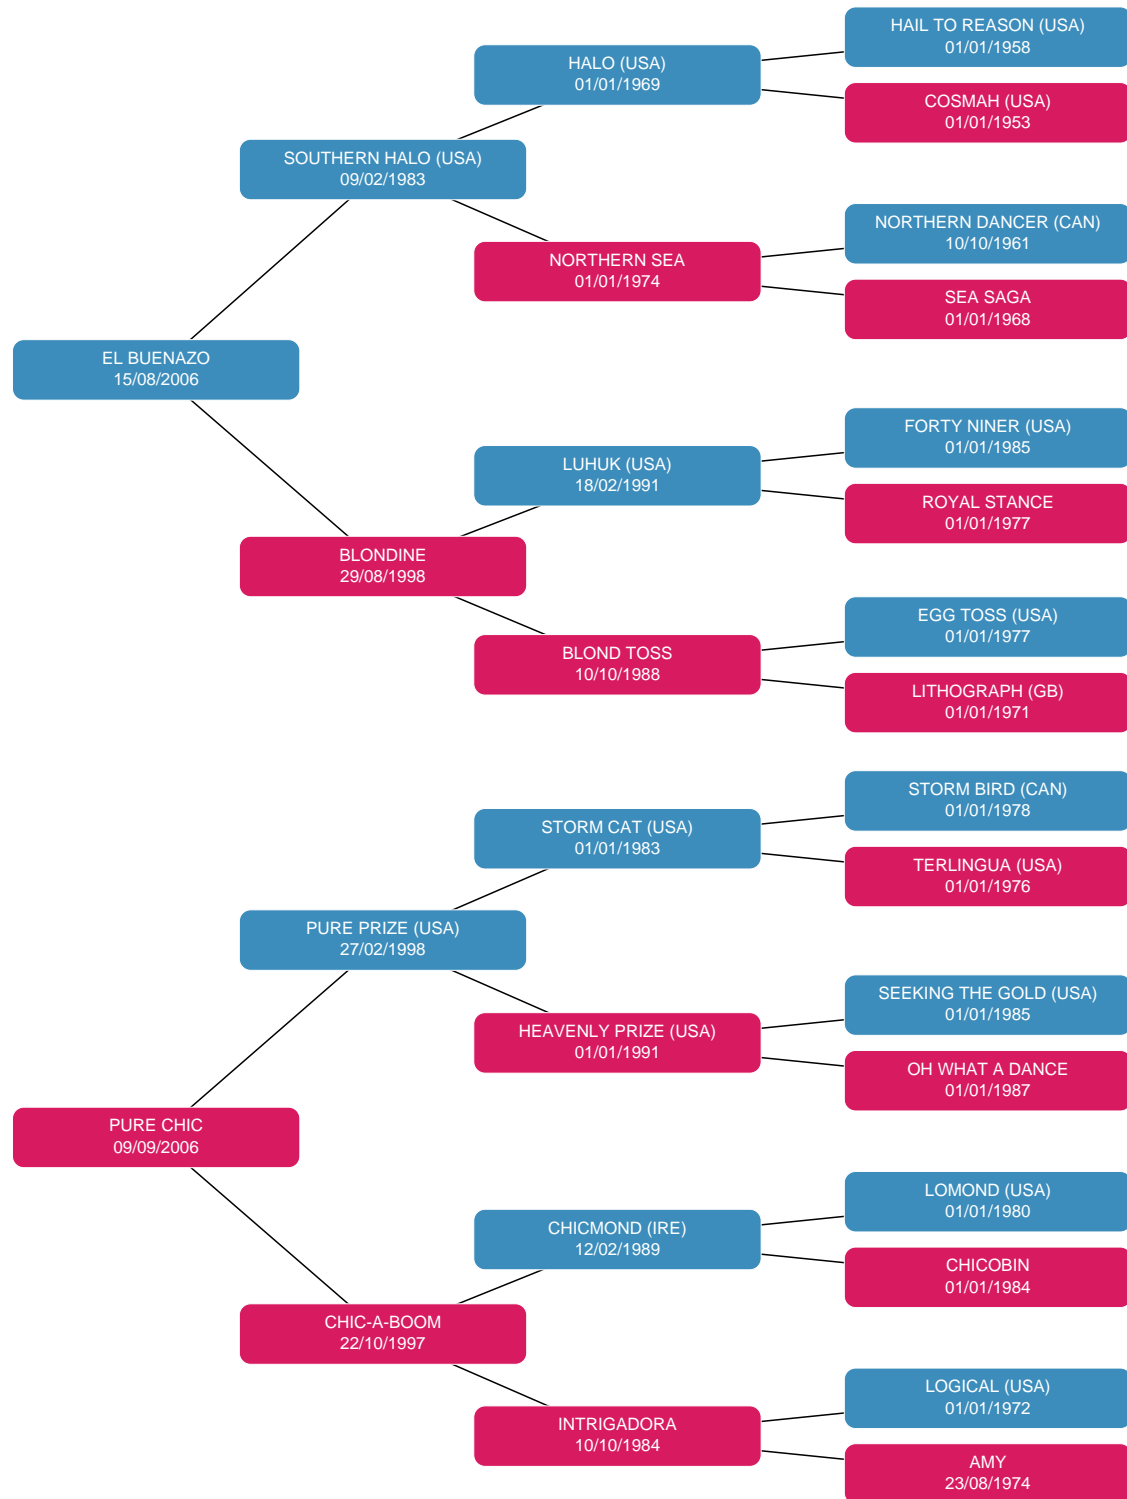 HAIL TO REASON (USA)
01/01/1958
HALO (USA)
01/01/1969
COSMAH (USA)
01/01/1953
SOUTHERN HALO (USA)
09/02/1983
NORTHERN DANCER (CAN)
10/10/1961
NORTHERN SEA
01/01/1974
SEA SAGA
01/01/1968
EL BUENAZO
15/08/2006
FORTY NINER (USA)
01/01/1985
LUHUK (USA)
18/02/1991
ROYAL STANCE
01/01/1977
BLONDINE
29/08/1998
EGG TOSS (USA)
01/01/1977
BLOND TOSS
10/10/1988
LITHOGRAPH (GB)
01/01/1971
STORM BIRD (CAN)
01/01/1978
STORM CAT (USA)
01/01/1983
TERLINGUA (USA)
01/01/1976
PURE PRIZE (USA)
27/02/1998
SEEKING THE GOLD (USA)
01/01/1985
HEAVENLY PRIZE (USA)
01/01/1991
OH WHAT A DANCE
01/01/1987
PURE CHIC
09/09/2006
LOMOND (USA)
01/01/1980
CHICMOND (IRE)
12/02/1989
CHICOBIN
01/01/1984
CHIC-A-BOOM
22/10/1997
LOGICAL (USA)
01/01/1972
INTRIGADORA
10/10/1984
AMY
23/08/1974